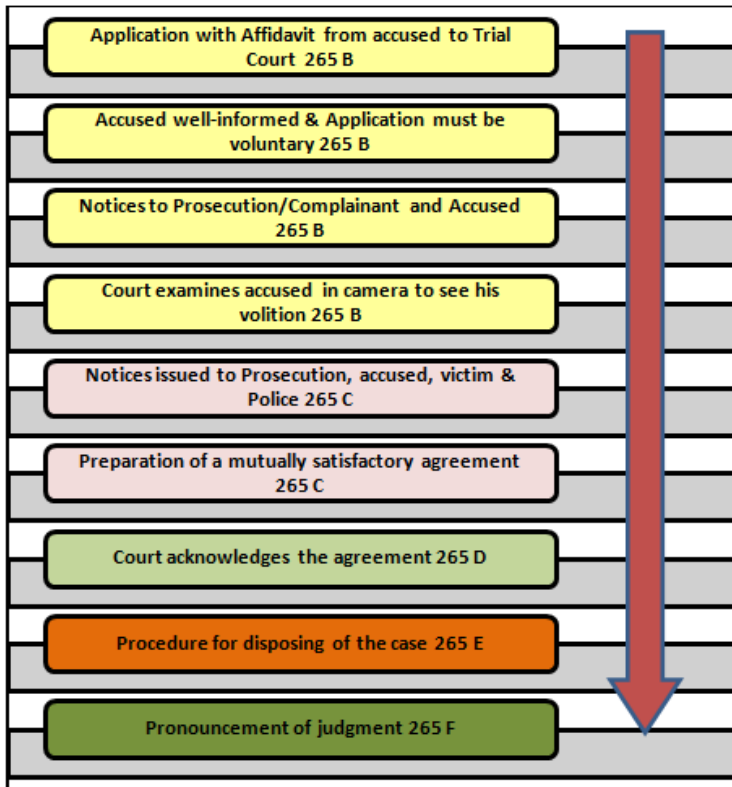 Application with Affidavit from accused to Trial
Court 265 B
Accused well-informed & Application must be
voluntary 265 B
Notices to Prosecution/Complainant and Accused
265 B
Court examines accused in camera to see his
volition 265 B
Notices issued to Prosecution, accused, victim &
Police 265 C
Preparation of a mutually satisfactory agreement
265 C
Court acknowledges the agreement 265 D
Procedure for disposing of the case 265 E
Pronouncement of judgment 265 F